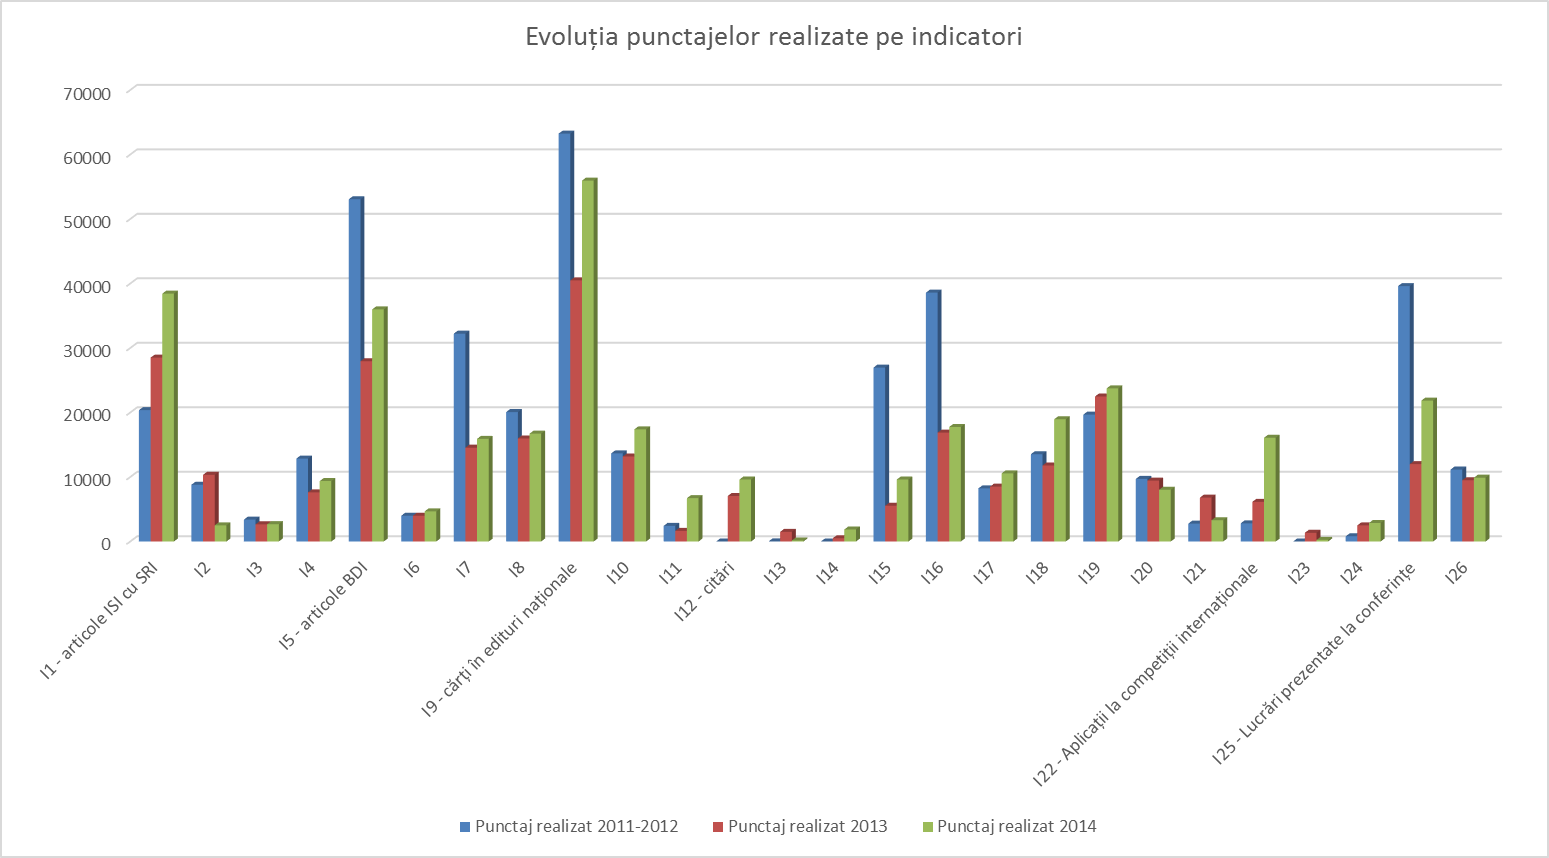 Evoluția punctajelor realizate pe indicatori
70000
60000
50000
40000
30000
20000
10000
0
I1 - articole ISI cu SRI
I2
I3
I4
I5 - articole BDI
I6
I7
I8
I9 - cărți în edituri naționale
I10
I11
I12 - citări
I13
I14
I15
I16
I17
I18
I19
I20
I21
I22 - Aplicații la competiții internaționale
I23
I24
I25 - Lucrări prezentate la conferințe
I26
Punctaj realizat 2011-2012
Punctaj realizat 2013
Punctaj realizat 2014